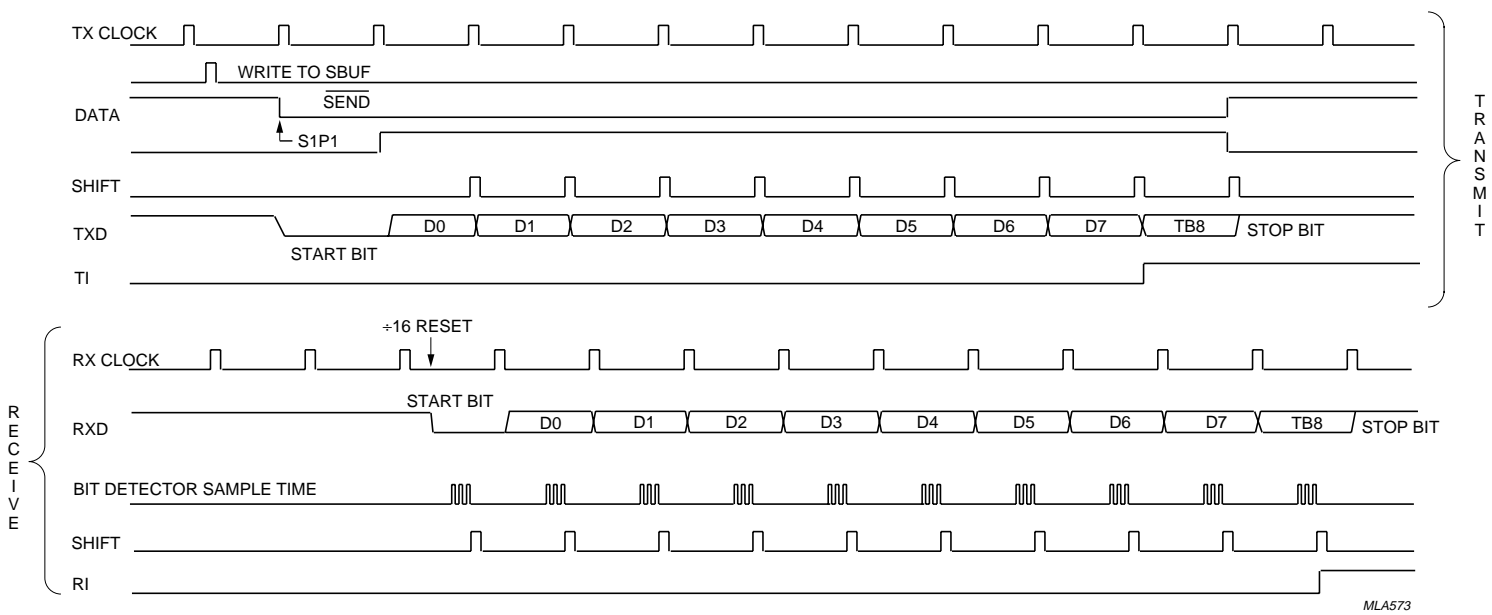 TX CLOCK
WRITE TO SBUF
SEND
DATA
S1P1
SHIFT
D0 D1 D2 D3 D4 D5 D6 D7 TB8
TXD
STOP BIT
START BIT
TI
TRANSMIT
÷16 RESET
RX CLOCK
START BIT
RXD
D0 D1 D2 D3 D4 D5 D6 D7 TB8
STOP BIT
BIT DETECTOR SAMPLE TIME
SHIFT
RI
RECEIVE
MLA573